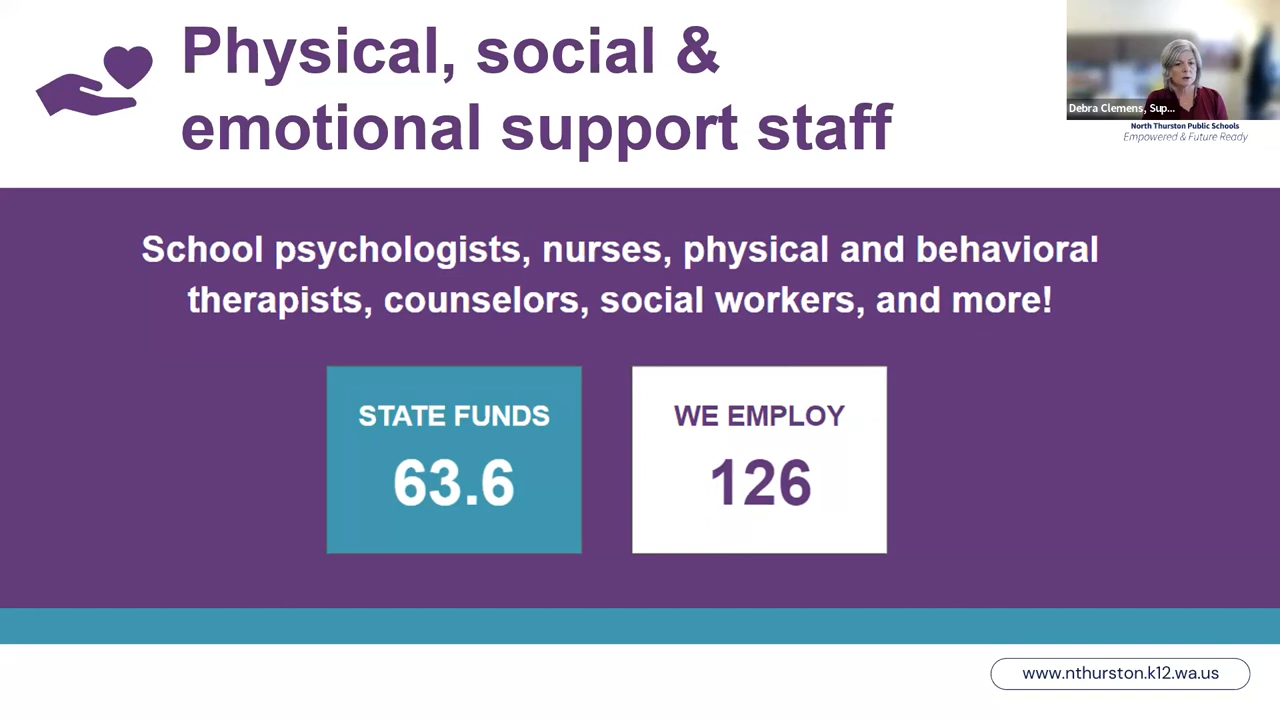 Physical, social &
emotional support staff
Debra Clemens, Sup...
North Thurston Public Schools
Empowered & Future Ready
School psychologists, nurses, physical and behavioral
therapists, counselors, social workers, and more!
STATE FUNDS
63.6
WE EMPLOY
126
www.nthurston.k12.wa.us